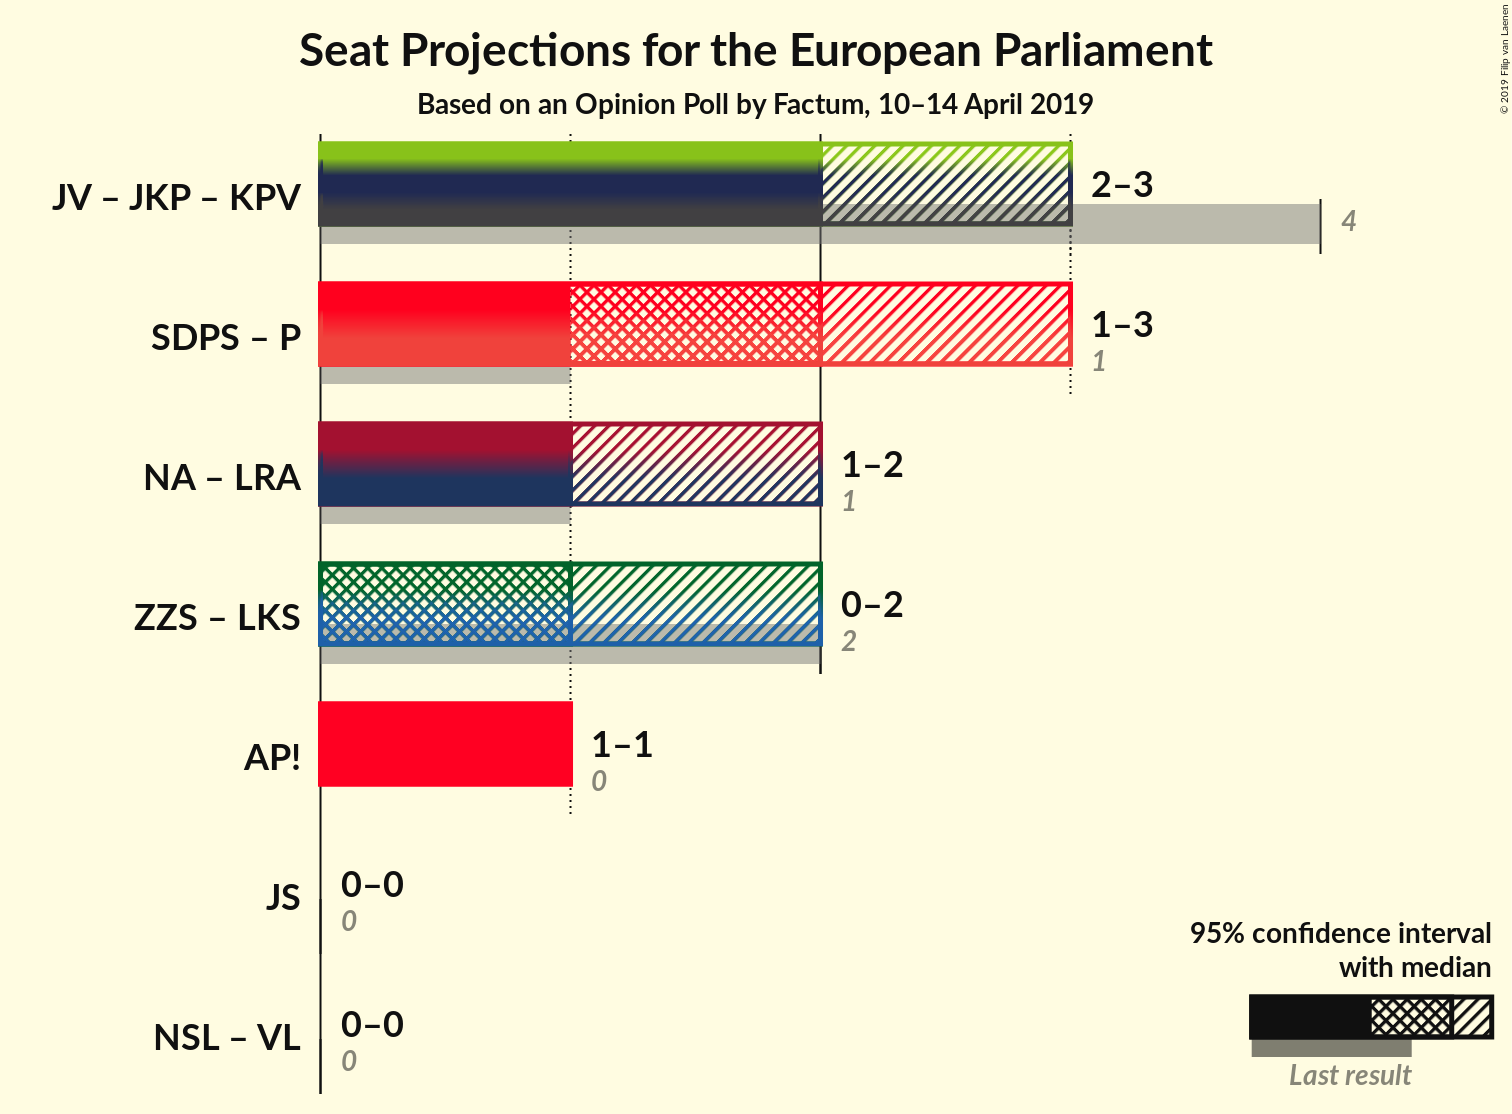 Seat Projections for the European Parliament
Based on an Opinion Poll by Factum, 10–14 April 2019
© 2019 Filip van Laenen
JV – JKP – KPV
2–3
4
SDPS – P
1–3
1
NA – LRA
1–2
1
ZZS – LKS
0–2
2
AP!
1–1
0
JS
0–0
0
NSL – VL
0–0
0
95% confidence interval
with median
Last result